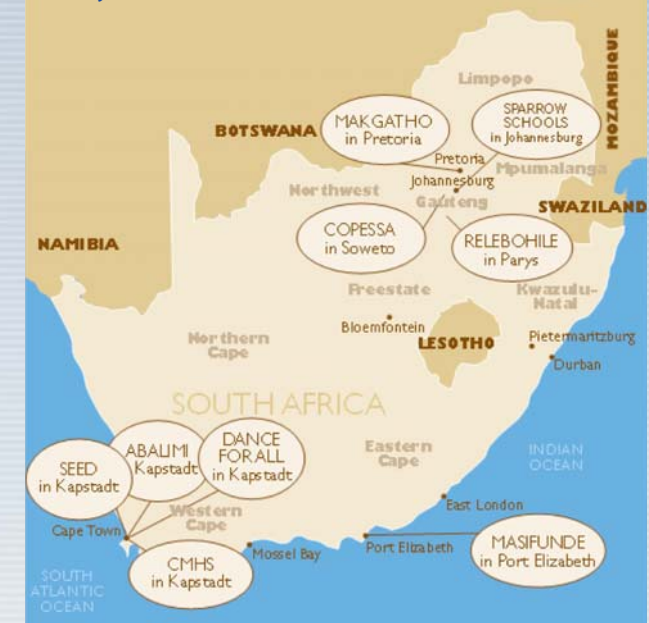 MOZAMBIQUE
Limpopo
SPARROW
SCHOOLS
in Johannesburg
MAKGATHO
in Pretoria
BOTSWANA
Pretoria
Johannesburg
Mpumalanga
Northwest
Gauteng
SWAZILAND
COPESSA
in Soweto
RELEBOHILE
in Parys
NAMIBIA
Freestate
Kwazulu-
Natal
Bloemfontein
Northern
Cape
LESOTHO
Pietermaritzburg
Durban
SOUTH AFRICA
DANCE
FOR ALL
in Kapstadt
ABALIMI
Kapstadt
SEED
in Kapstadt
Eastern
Cape
INDIAN
OCEAN
East London
Western
Cape
Cape Town
Mossel Bay
Port Elizabeth
MASIFUNDE
in Port Elizabeth
CMHS
in Kapstadt
SOUTH
ATLANTIC
OCEAN